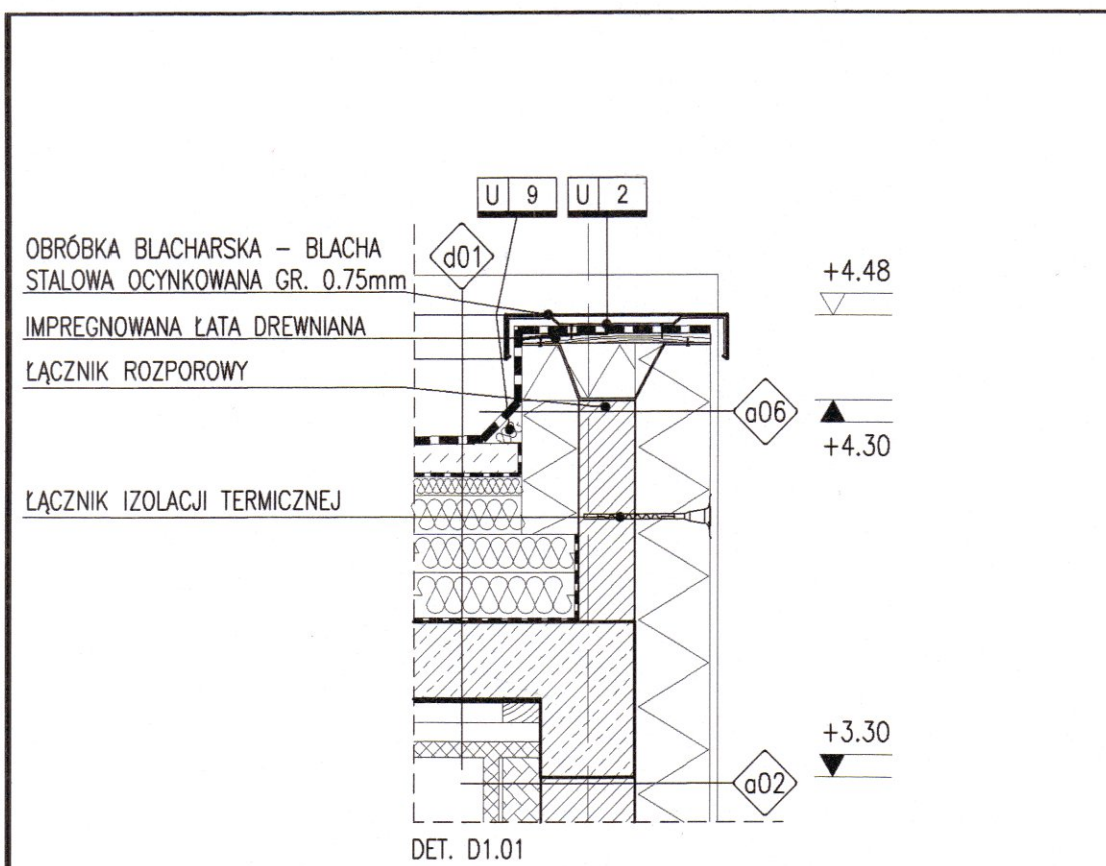 U 9 U 2
OBRÓBKA BLACHARSKA – BLACHA
STALOWA OCYNKOWANA GR. 0.75mm
d01
+4.48
IMPREGNOWANA ŁATA DREWNIANA
ŁĄCZNIK ROZPOROWY
a06
+4.30
ŁĄCZNIK IZOLACJI TERMICZNEJ
+3.30
a02
DET. D1.01